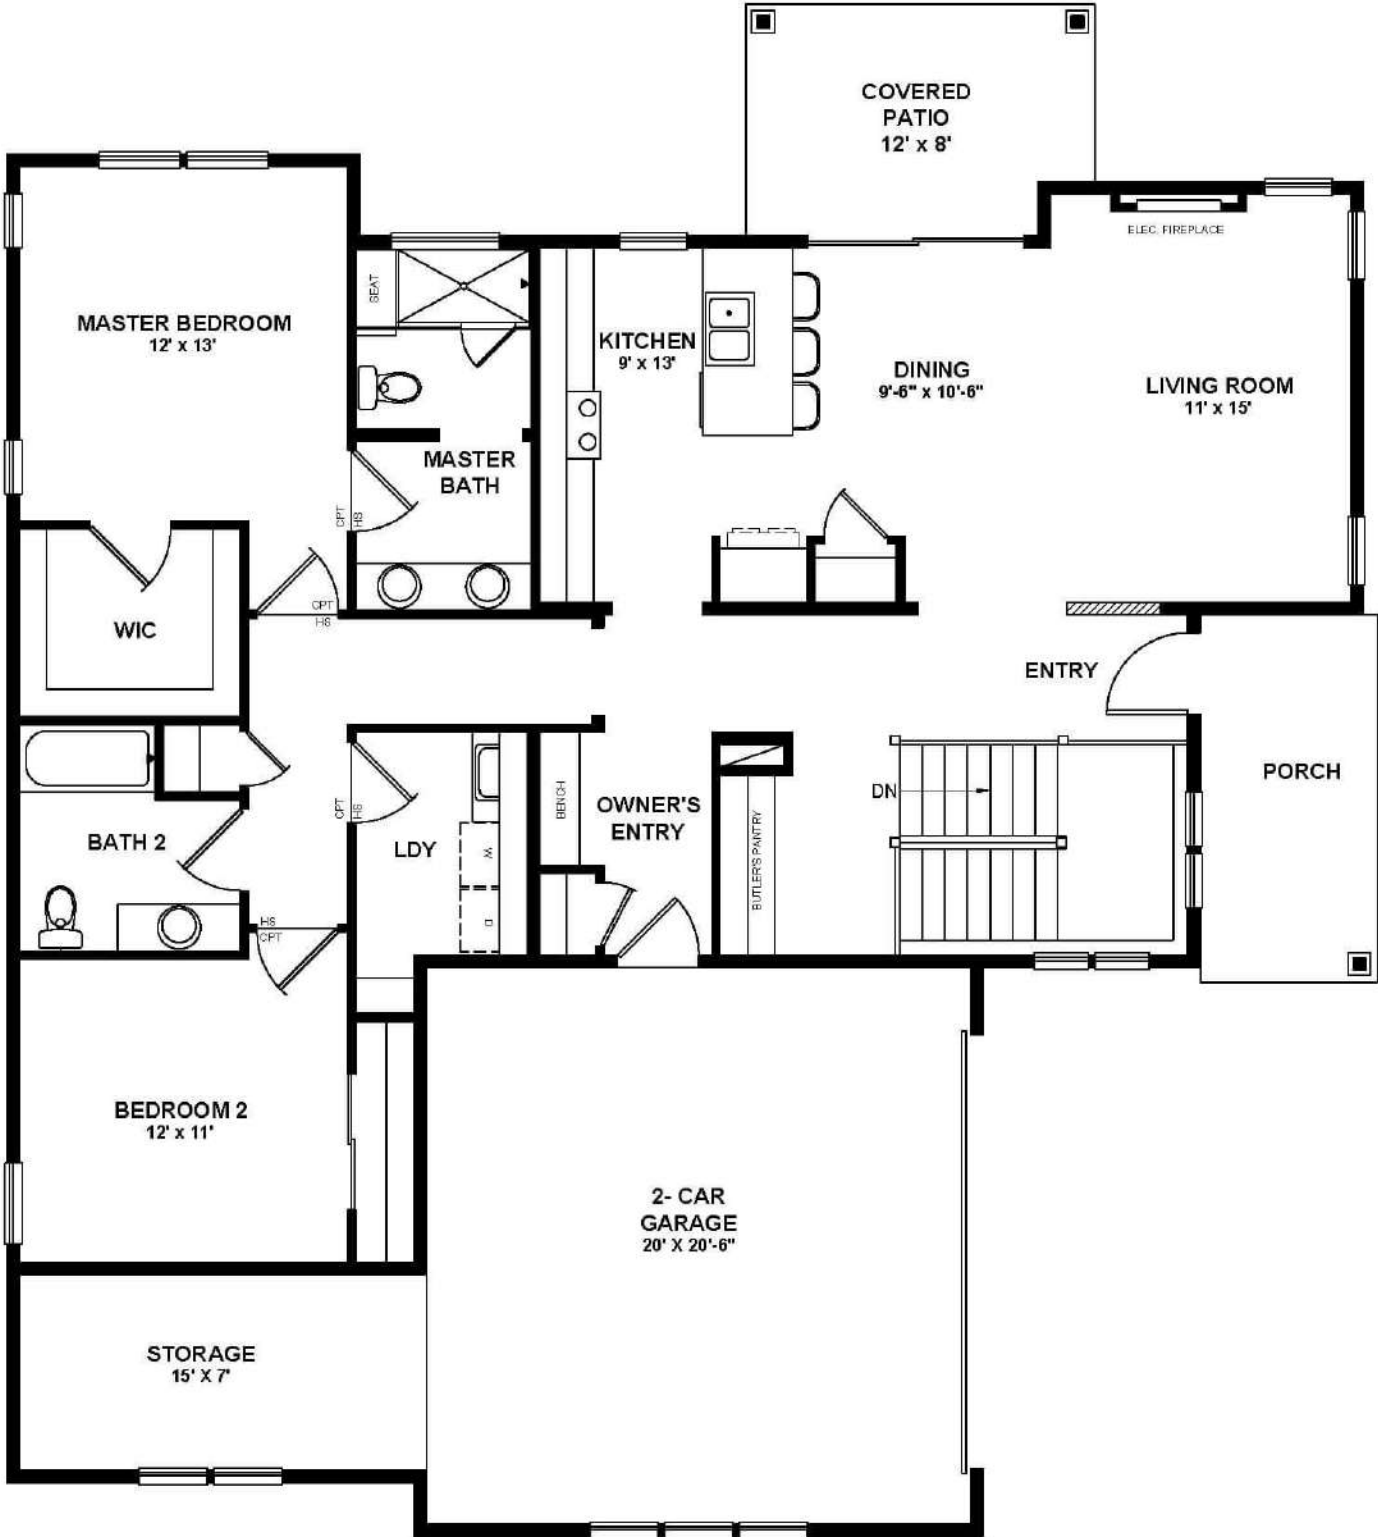 COVERED
PATIO
12' x 8'
ELEC. FIREPLACE
MASTER BEDROOM
12' x 13'
SEAT
KITCHEN
9' x 13'
DINING
9'-6" x 10'-6"
LIVING ROOM
11' x 15'
MASTER
BATH
CPT
HS
CPT
HS
WIC
ENTRY
PORCH
DN
BENCH
OWNER'S
ENTRY
BUTLER'S PANTRY
CPT
HS
LDY
W
D
BATH 2
HS
CPT
BEDROOM 2
12' x 11'
2- CAR
GARAGE
20' X 20'-6"
STORAGE
15' X 7'